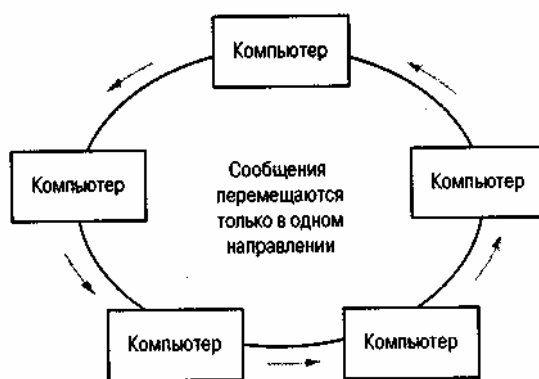 Компьютер
Компьютер
Сообщения
перемещаются
только в одном
направлении
Компьютер
Компьютер
Компьютер